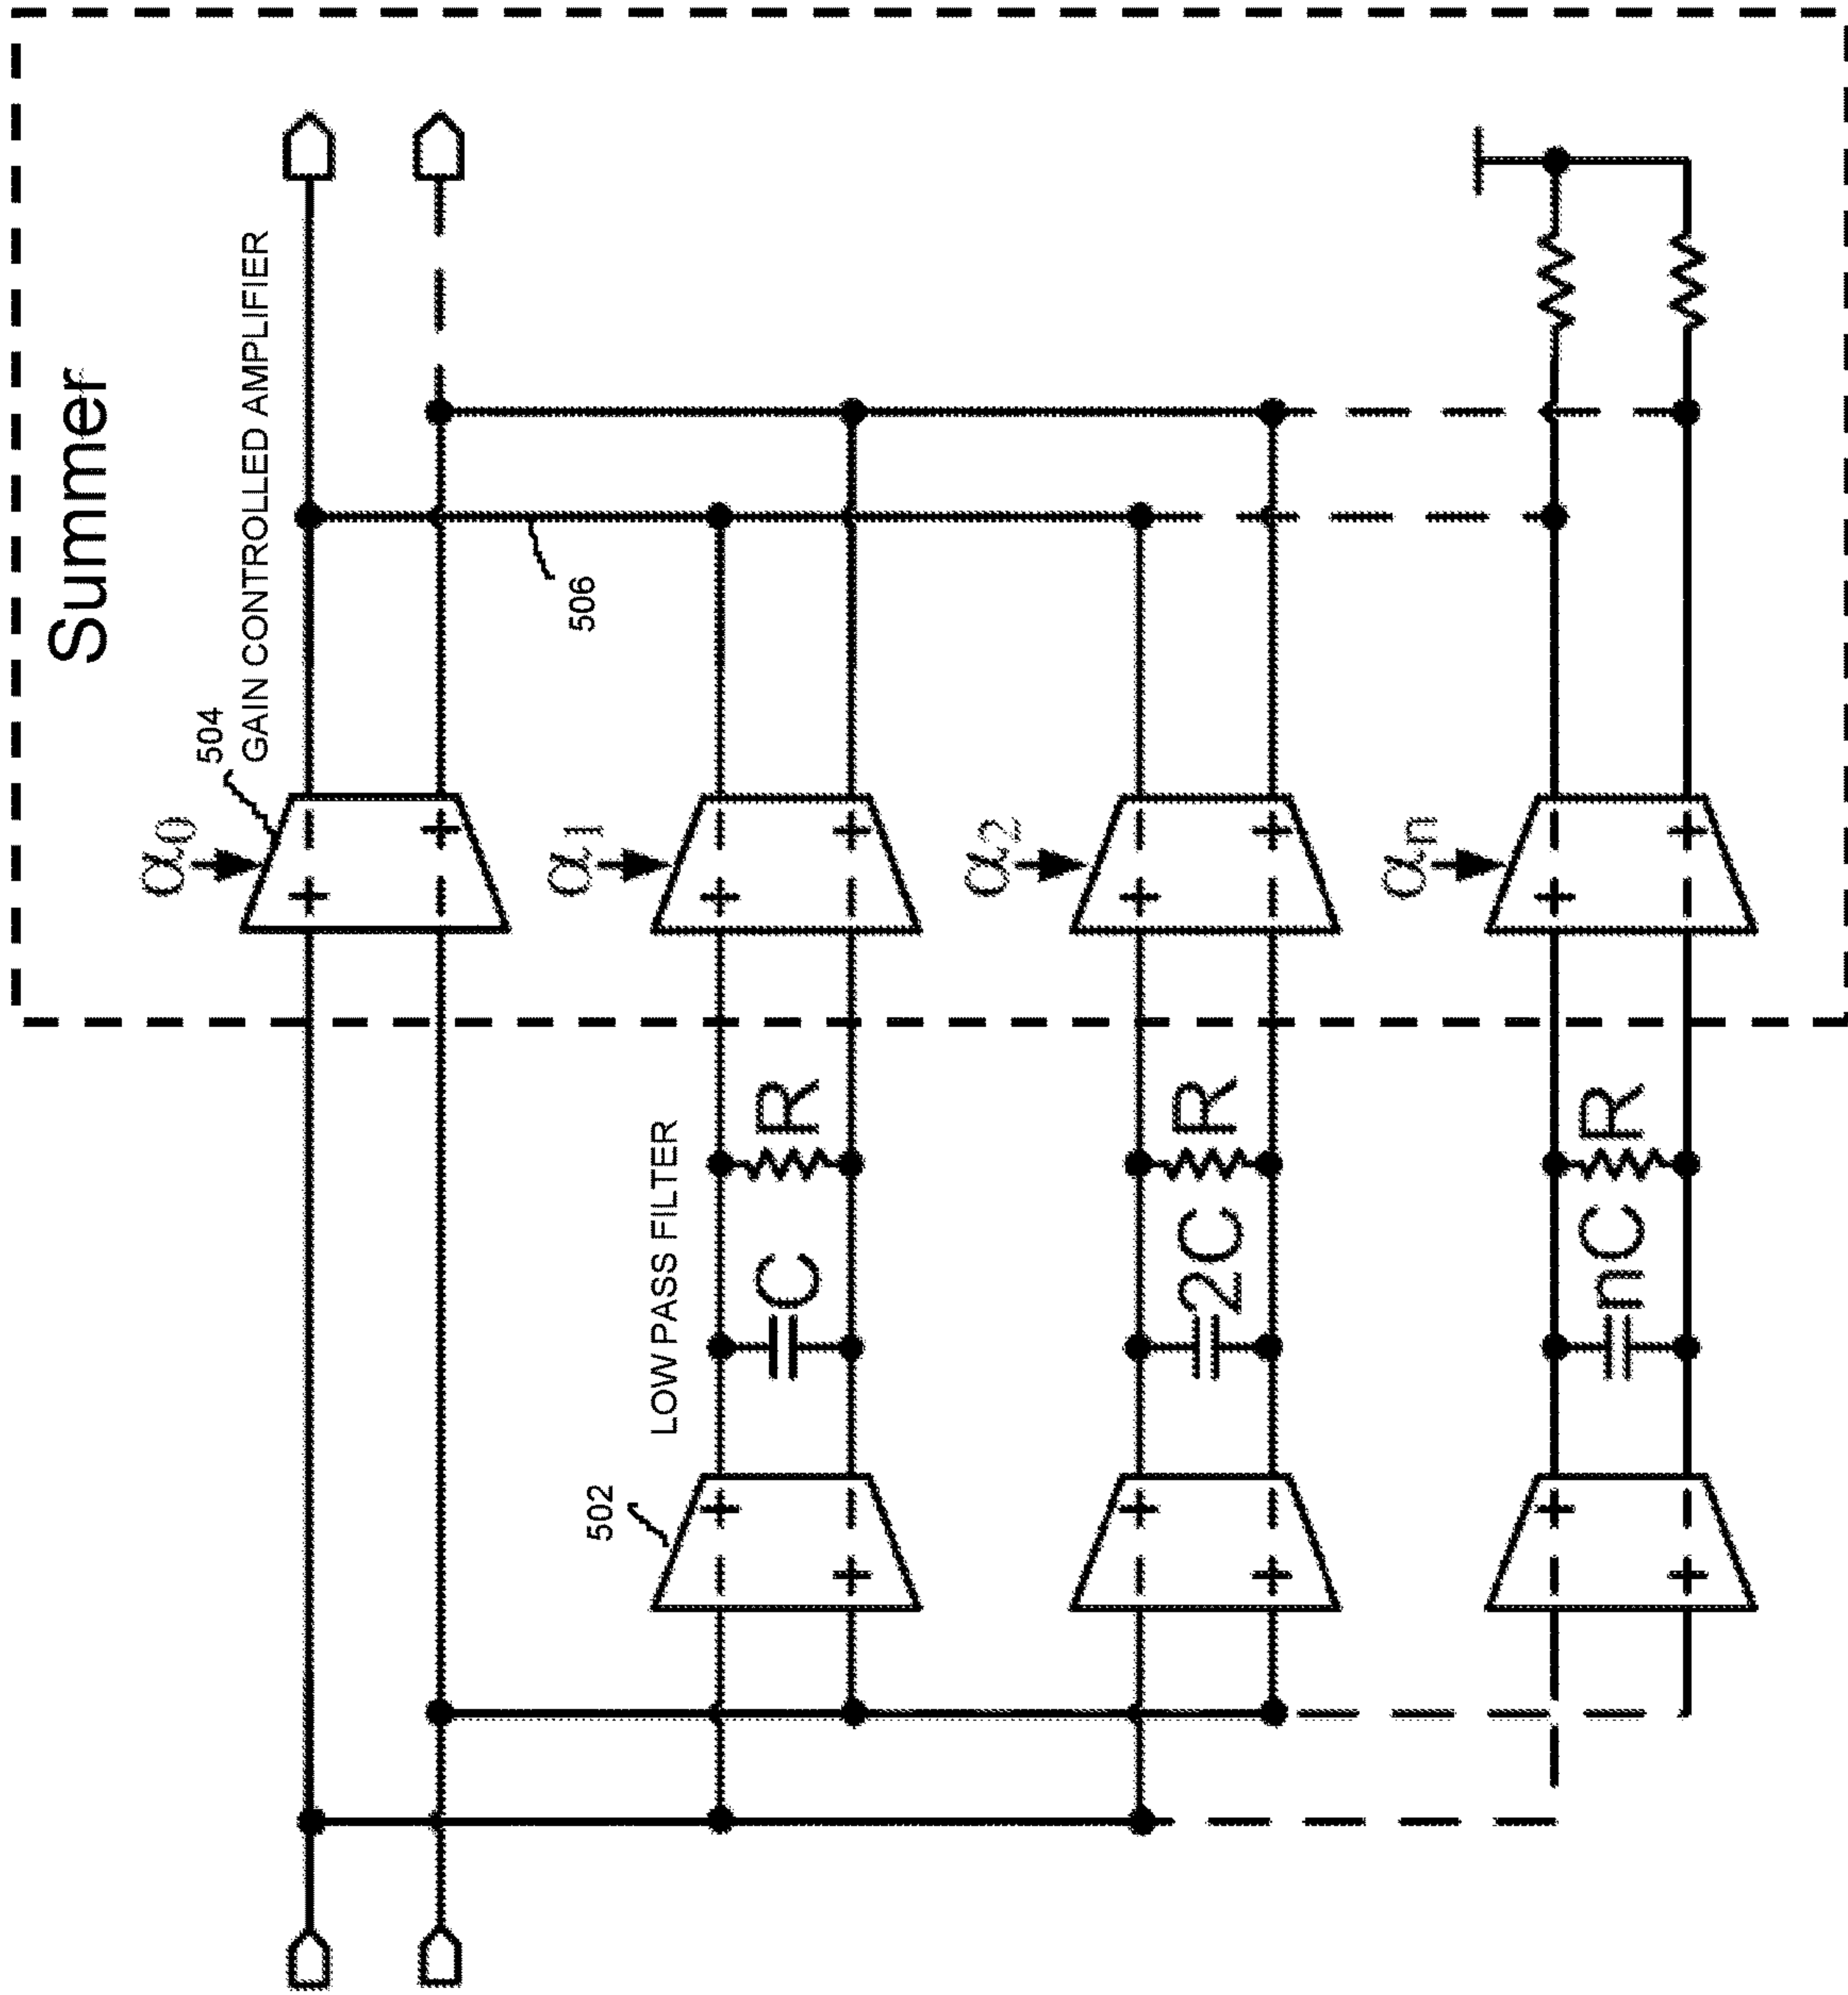 Summer
α0
504
GAIN CONTROLLED AMPLIFIER
506
α1
α2
αn
502
LOW PASS FILTER
C
R
2C
R
nC
R